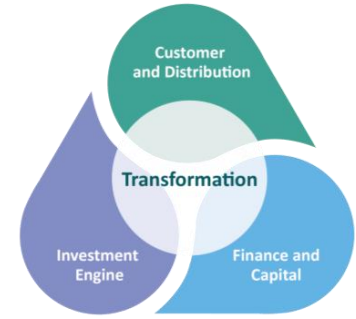 Customer
and Distribution
Transformation
Investment
Engine
Finance and
Capital